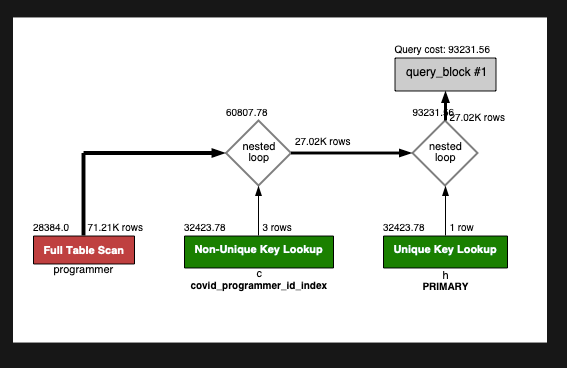 Query cost: 93231.56
query_block #1
60807.78
93231.56
27.02K rows
nested
loop
27.02K rows
nested
loop
28384.0
71.21K rows
32423.78
3 rows
32423.78
1 row
Full Table Scan
Non-Unique Key Lookup
Unique Key Lookup
programmer
c
h
covid_programmer_id_index
PRIMARY